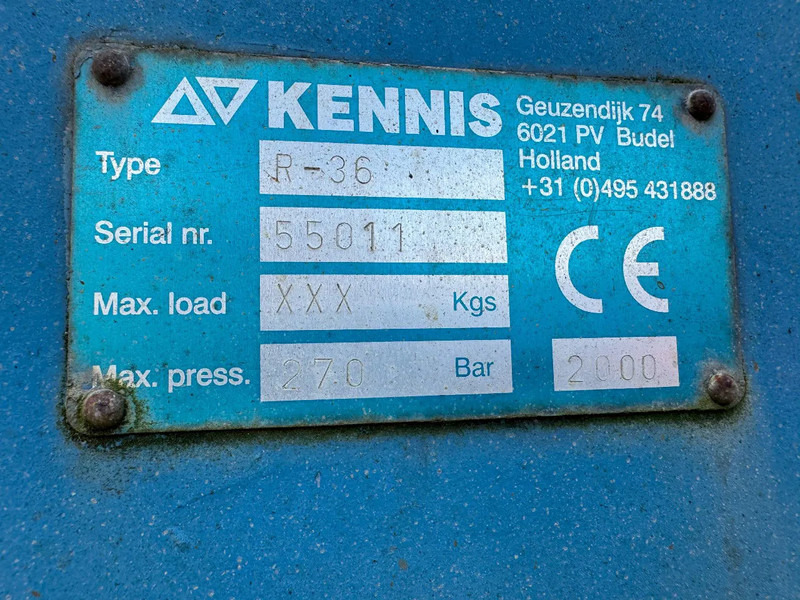 KENNIS
Geuzendijk 74
6021 PV Budel
Holland
+31 (0)495 431888
Type R-36
Serial nr. 55011
Max. load XXX Kgs
Max. press. 270 Bar
CE
2000